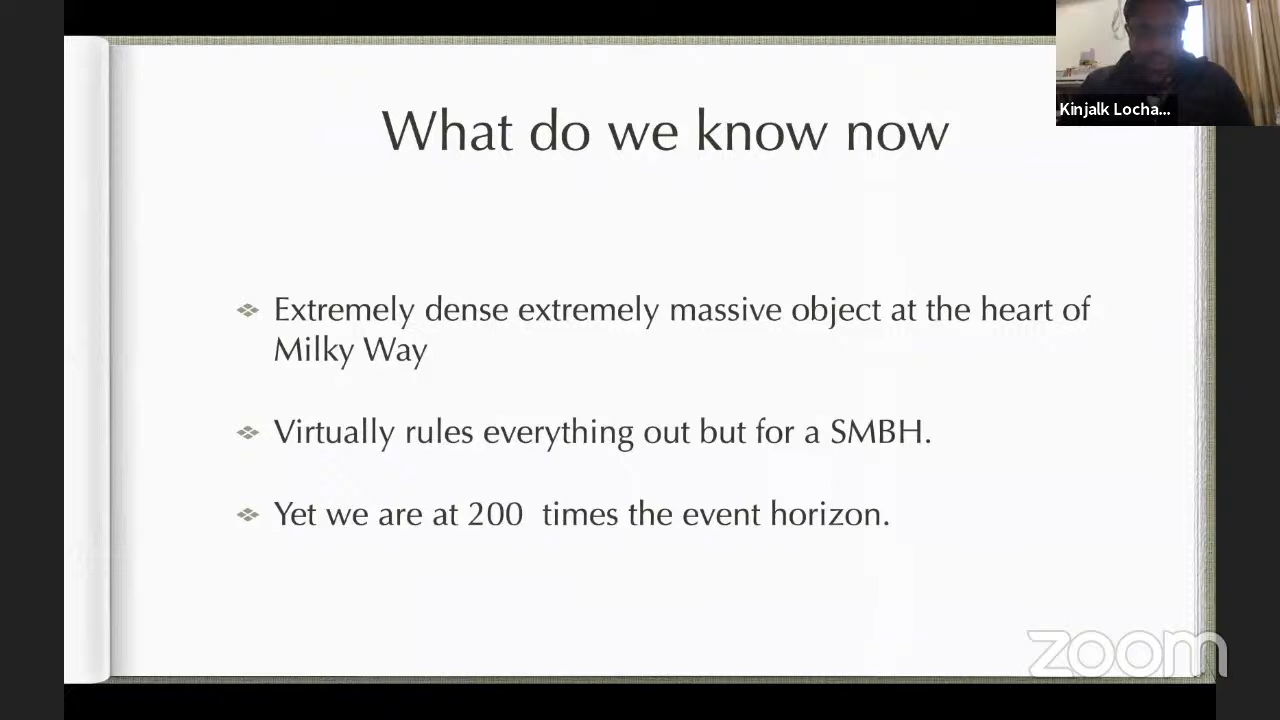 Kinjalk Locha...
What do we know now
Extremely dense extremely massive object at the heart of
Milky Way
Virtually rules everything out but for a SMBH.
Yet we are at 200 times the event horizon.
zoom